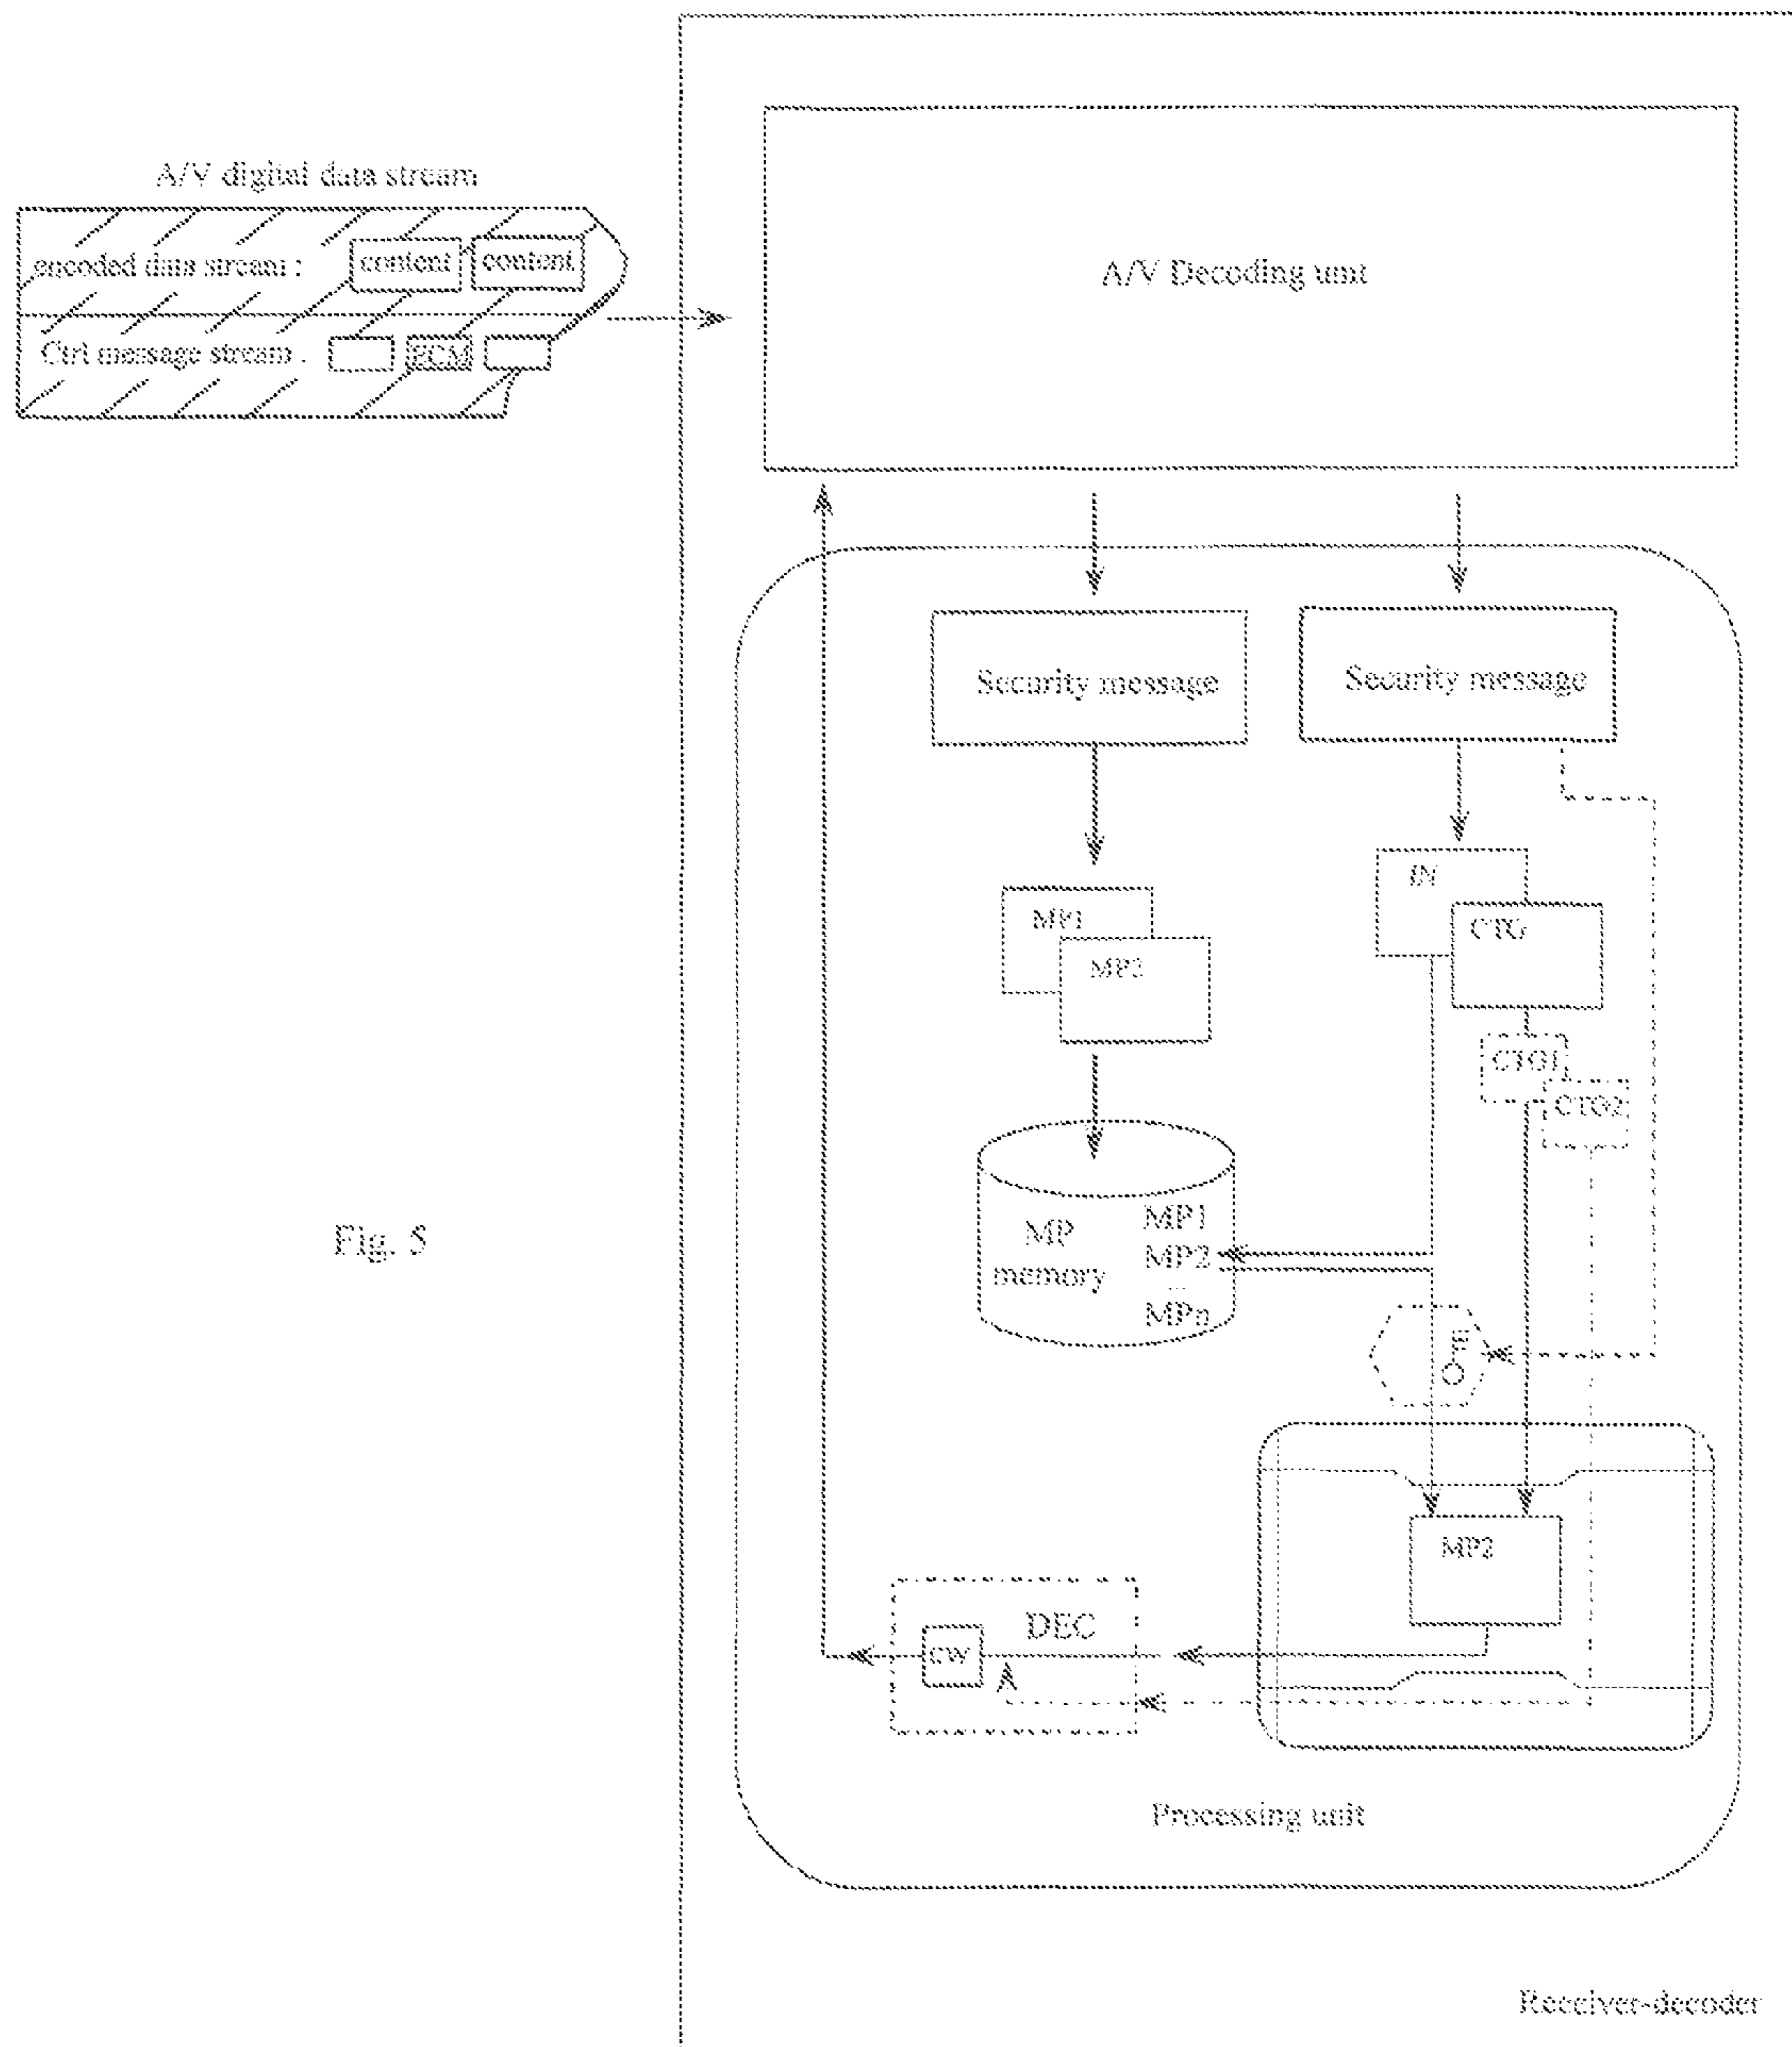 A/V digital data stream
encoded data stream : content content
Ctrl message stream : ECM
A/V Decoding unit
Security message
Security message
IN
CTG
MP1
MP2
CTG1
CTG2
MP memory
MP1
MP2
...
MPn
Fig. 5
MP2
DEC
CW
Processing unit
Receiver-decoder